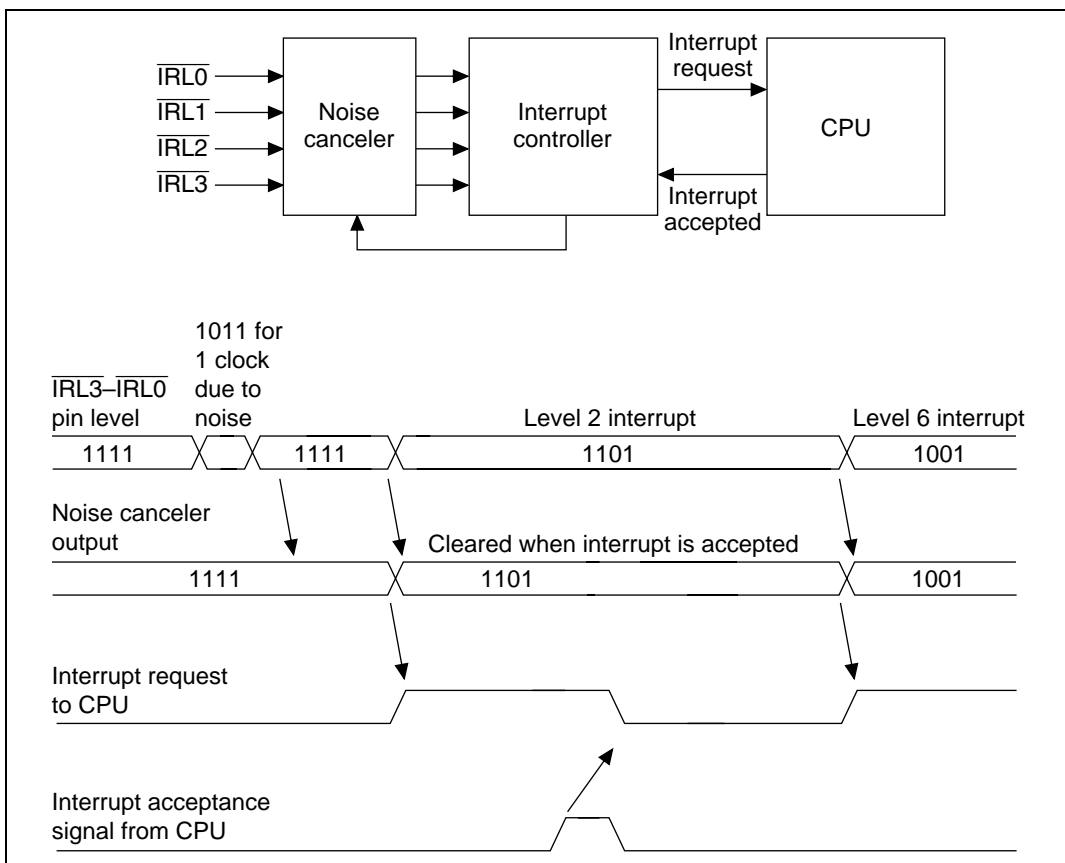 IRL0
IRL1
IRL2
IRL3
Noise
canceler
Interrupt
controller
Interrupt
request
Interrupt
accepted
CPU
1011 for
1 clock
due to
noise
IRL3–IRL0
pin level
Level 2 interrupt
Level 6 interrupt
1111
1111
1101
1001
Noise canceler
output
Cleared when interrupt is accepted
1111
1101
1001
Interrupt request
to CPU
Interrupt acceptance
signal from CPU